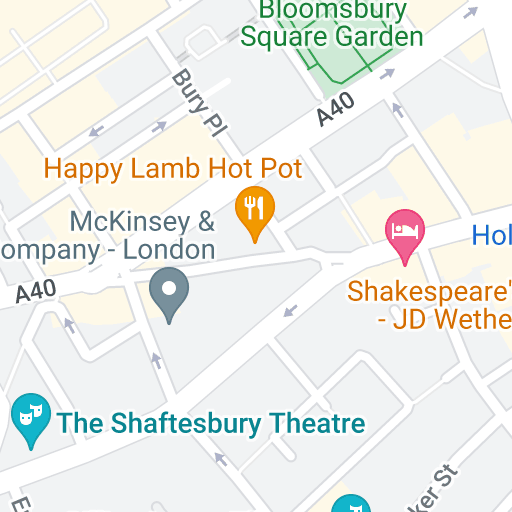 Bloomsbury
Square Garden
A40
Bury Pl
Happy Lamb Hot Pot
McKinsey &
ompany - London
Hol
A40
Shakespeare'
- JD Wethe
The Shaftesbury Theatre
ker St